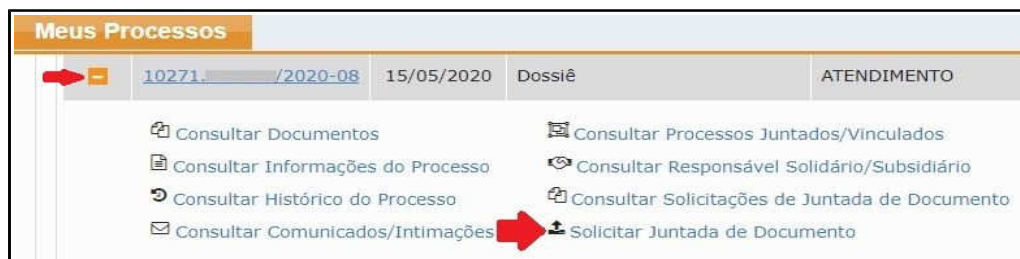 Meus Processos
10271. /2020-08 15/05/2020 Dossiê ATENDIMENTO
Consultar Documentos Consultar Processos Juntados/Vinculados
Consultar Informações do Processo Consultar Responsável Solidário/Subsidiário
Consultar Histórico do Processo Consultar Solicitações de Juntada de Documento
Consultar Comunicados/Intimações Solicitar Juntada de Documento